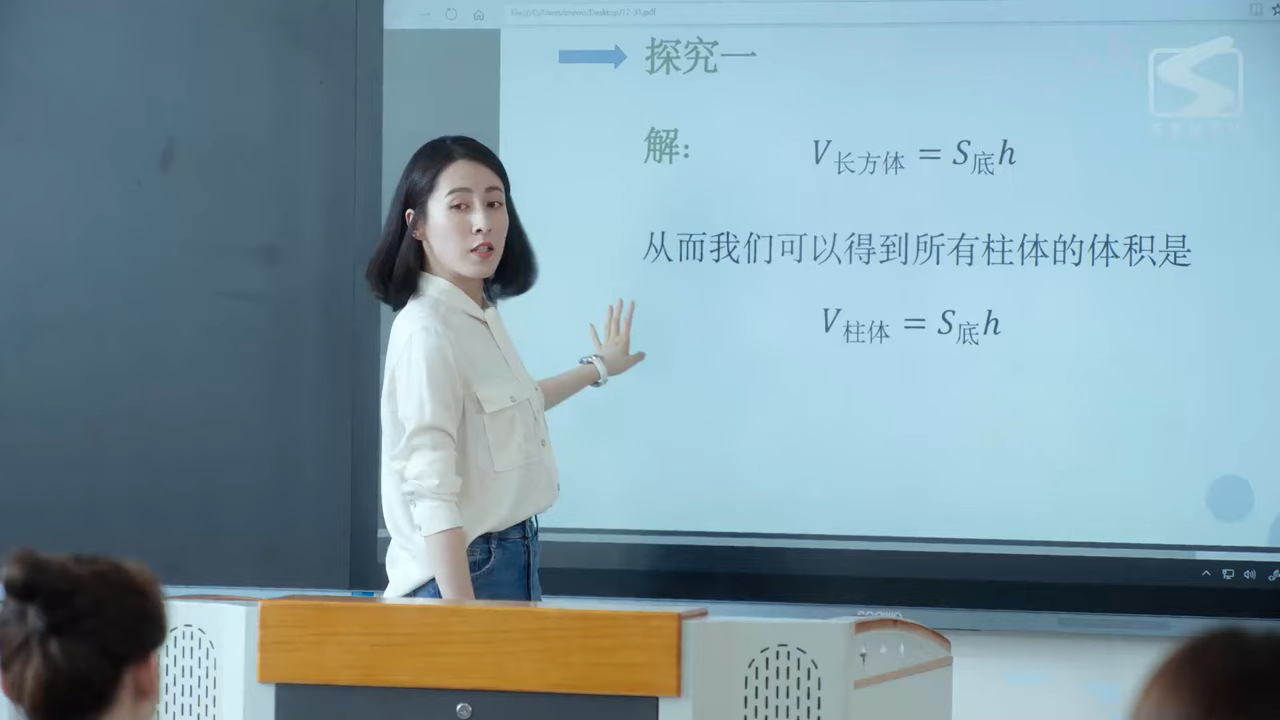 探究一
解:
V长方体 = S底h
从而我们可以得到所有柱体的体积是
V柱体 = S底h